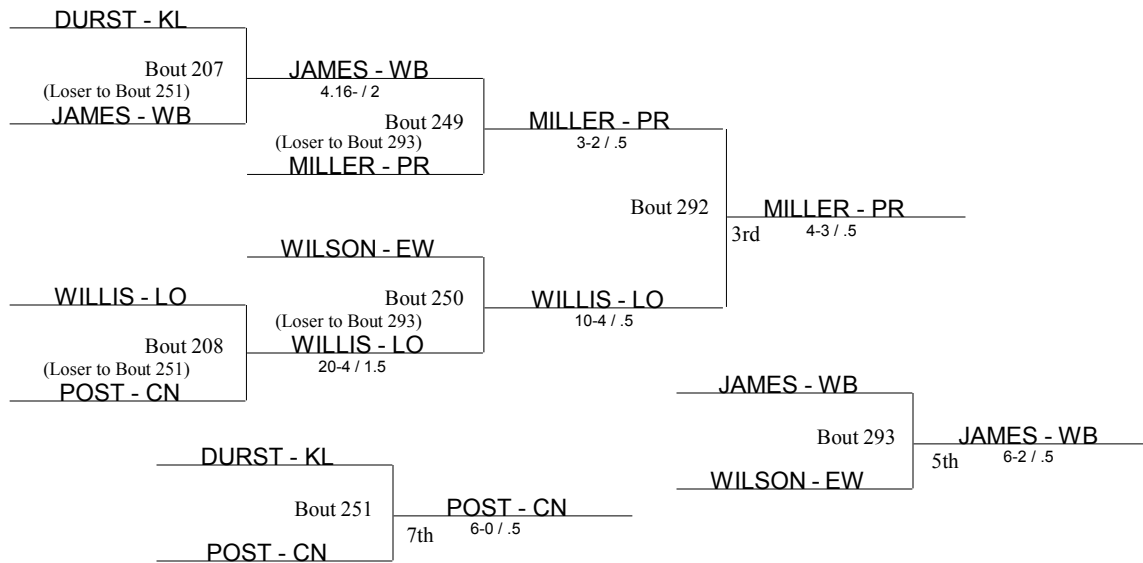 DURST - KL
Bout 207
(Loser to Bout 251)
JAMES - WB
JAMES - WB
4.16- / 2
Bout 249
(Loser to Bout 293)
MILLER - PR
MILLER - PR
3-2 / .5
Bout 292
MILLER - PR
4-3 / .5
3rd
WILSON - EW
WILLIS - LO
Bout 250
(Loser to Bout 293)
WILLIS - LO
10-4 / .5
Bout 208
(Loser to Bout 251)
WILLIS - LO
20-4 / 1.5
POST - CN
JAMES - WB
Bout 293
JAMES - WB
6-2 / .5
5th
WILSON - EW
DURST - KL
Bout 251
POST - CN
6-0 / .5
7th
POST - CN